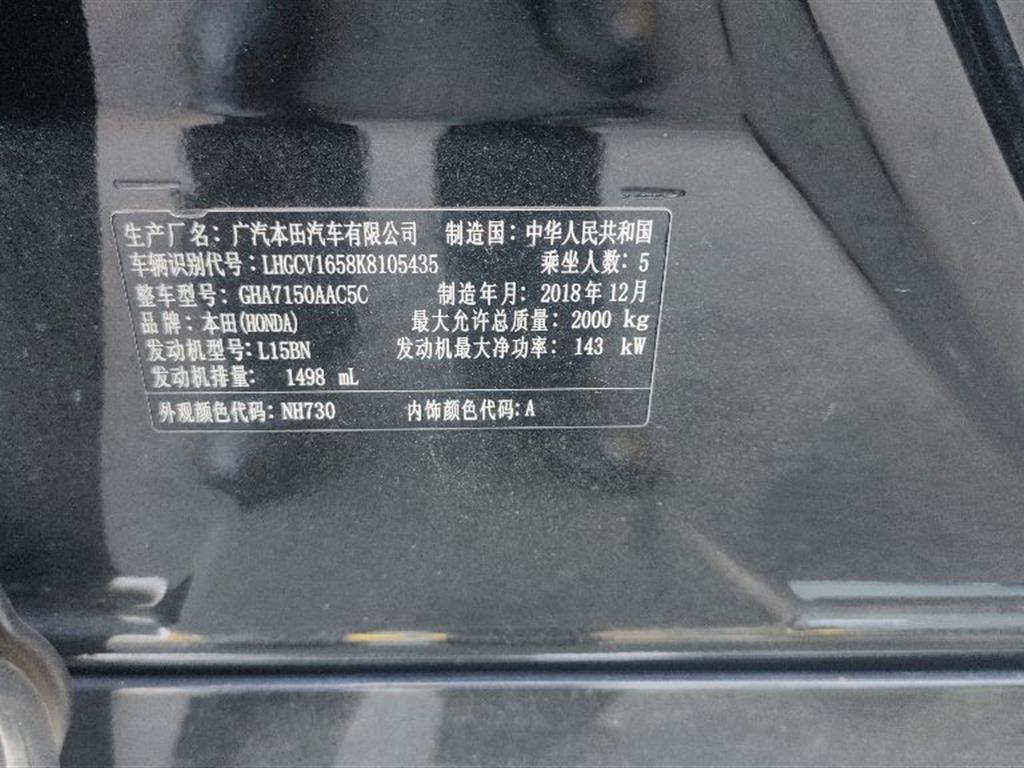 生产厂名：广汽本田汽车有限公司 制造国：中华人民共和国
车辆识别代号：LHGCV1658K8105435 乘坐人数：5
整车型号：GHA7150AAC5C 制造年月：2018年12月
品牌：本田(HONDA) 最大允许总质量：2000 kg
发动机型号：L15BN 发动机最大净功率：143 kW
发动机排量： 1498 mL
外观颜色代码：NH730 内饰颜色代码：A